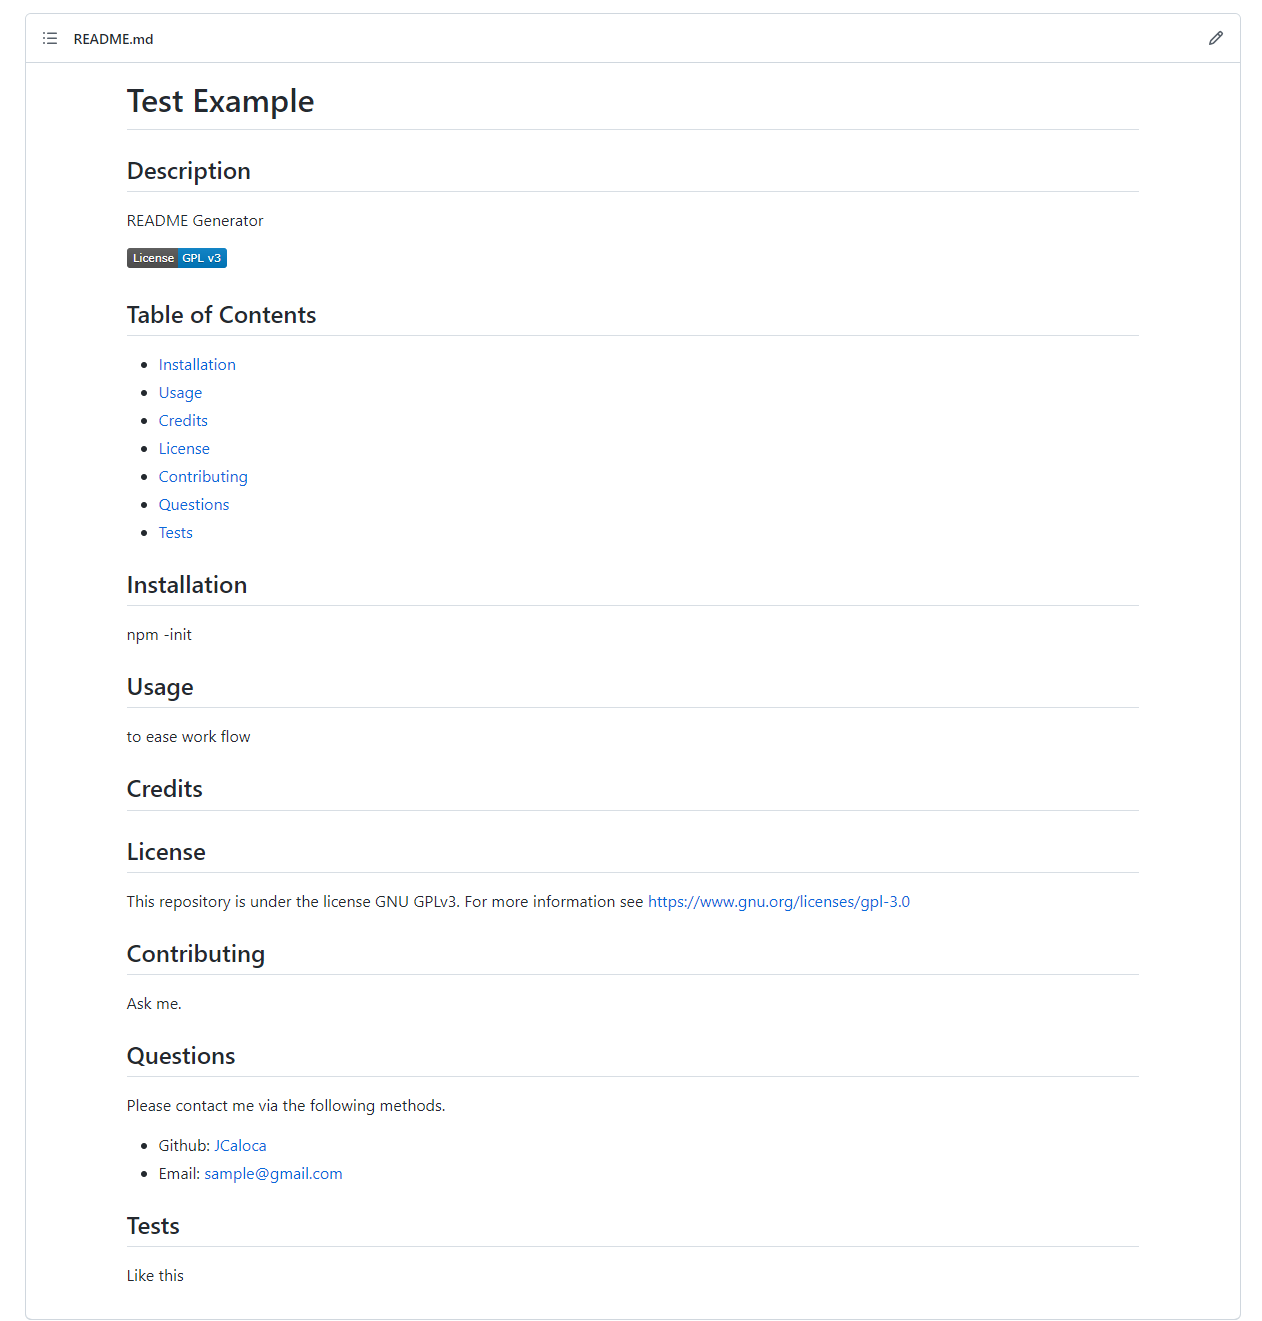 README.md
Test Example
Description
README Generator
License GPL v3
Table of Contents
Installation
Usage
Credits
License
Contributing
Questions
Tests
Installation
npm -init
Usage
to ease work flow
Credits
License
This repository is under the license GNU GPLv3. For more information see https://www.gnu.org/licenses/gpl-3.0
Contributing
Ask me.
Questions
Please contact me via the following methods.
Github: JCaloca
Email: sample@gmail.com
Tests
Like this